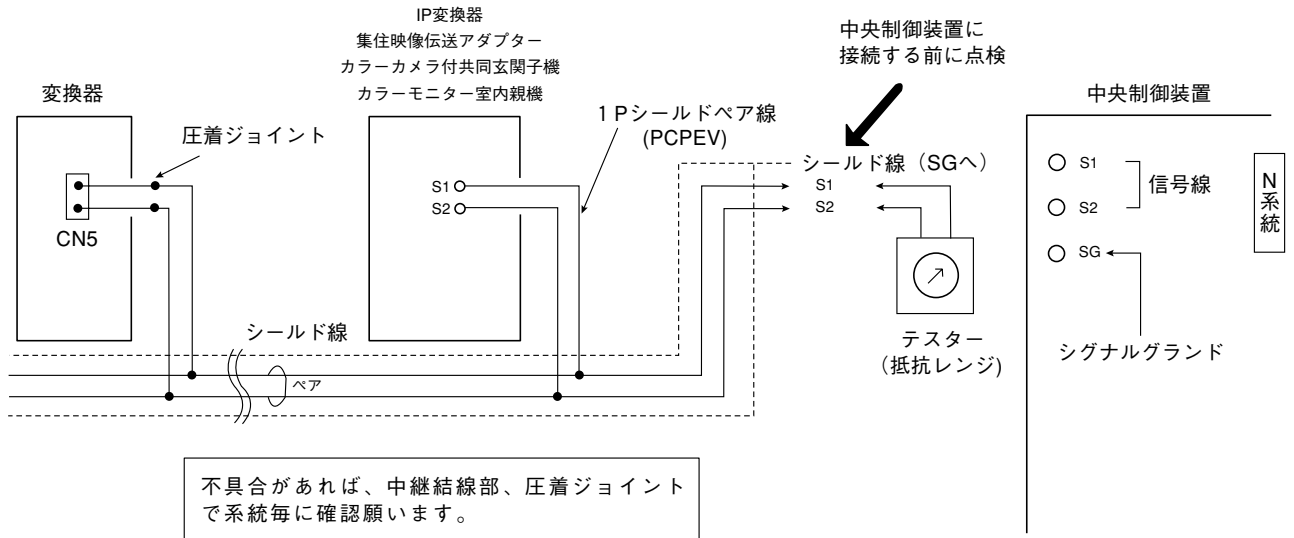 IP変換器
集住映像伝送アダプター
カラーカメラ付共同玄関子機
カラーモニター室内親機
中央制御装置に
接続する前に点検
変換器
中央制御装置
圧着ジョイント
1Pシールドペア線
(PCPEV)
シールド線（SGへ）
S1
S2
S1
S2
S1
S2
信号線
N系統
SG
CN5
シールド線
ペア
テスター
(抵抗レンジ)
シグナルグランド
不具合があれば、中継結線部、圧着ジョイント
で系統毎に確認願います。